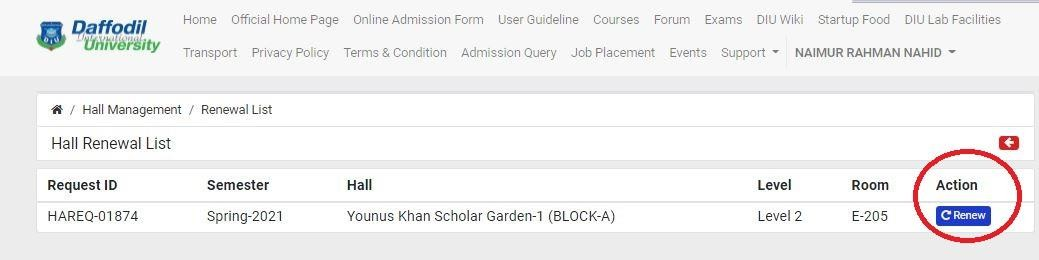 Daffodil
International
University
Home Official Home Page Online Admission Form User Guideline Courses Forum Exams DIU Wiki Startup Food DIU Lab Facilities
Transport Privacy Policy Terms & Condition Admission Query Job Placement Events Support NAIMUR RAHMAN NAHID
/ Hall Management / Renewal List
Hall Renewal List
Request ID Semester Hall Level Room Action
HAREQ-01874 Spring-2021 Younus Khan Scholar Garden-1 (BLOCK-A) Level 2 E-205 Renew